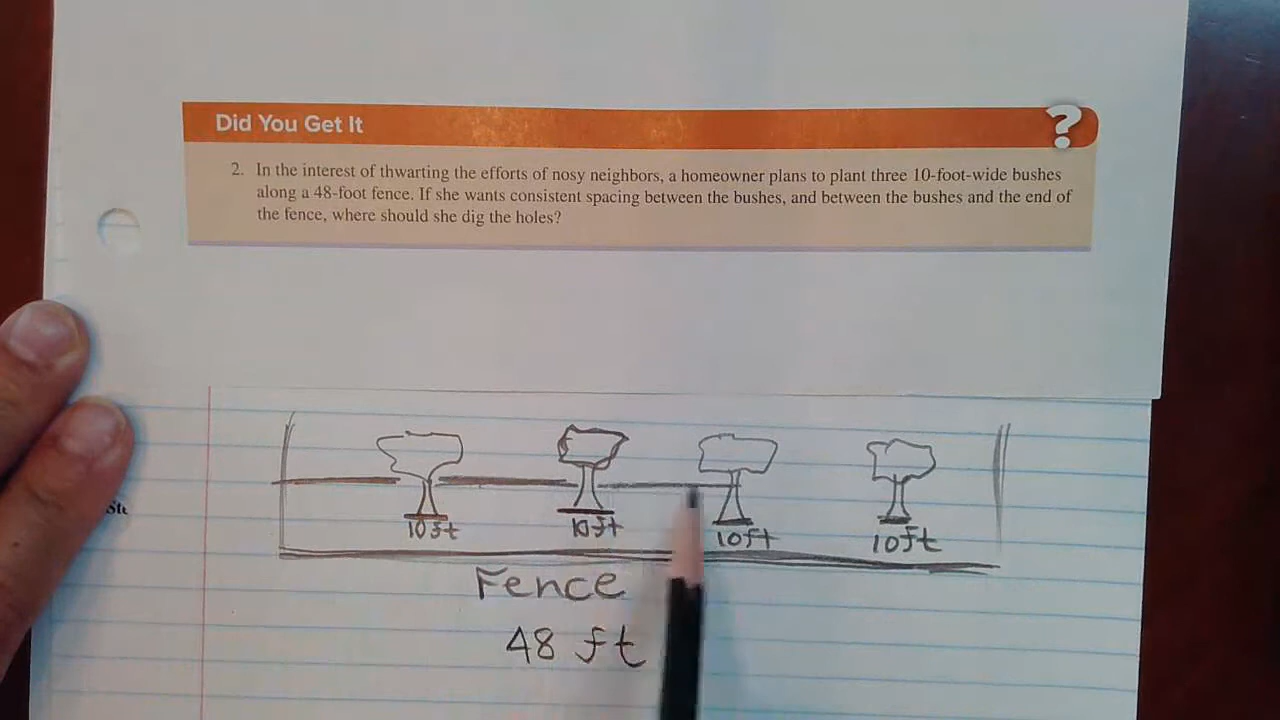 Did You Get It
?
2. In the interest of thwarting the efforts of nosy neighbors, a homeowner plans to plant three 10-foot-wide bushes
along a 48-foot fence. If she wants consistent spacing between the bushes, and between the bushes and the end of
the fence, where should she dig the holes?
10ft 10ft 10ft 10ft
Fence
48 ft